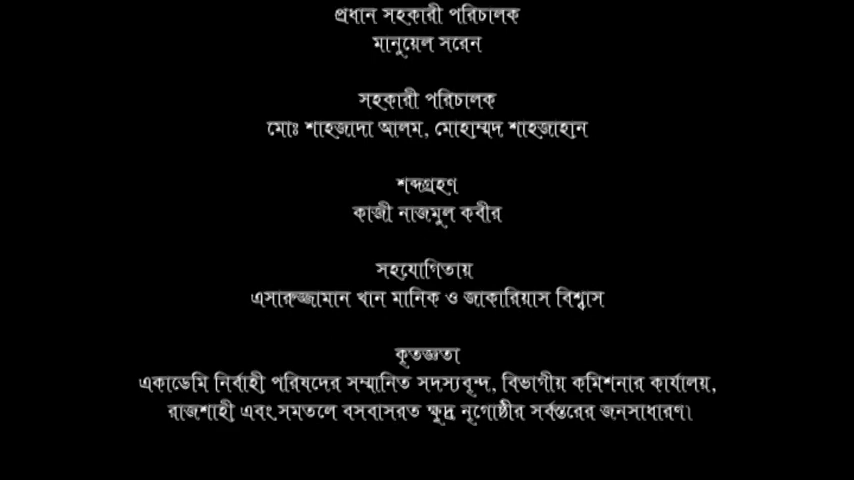 প্রধান সহকারী পরিচালক
মানুয়েল সরেন
সহকারী পরিচালক
মোঃ শাহজাদা আলম, মোহাম্মদ শাহজাহান
শব্দগ্রহণ
কাজী নাজমুল কবীর
সহযোগিতায়
এসারুজ্জামান খান মানিক ও জাকারিয়াস বিশ্বাস
কৃতজ্ঞতা
একাডেমি নির্বাহী পরিষদের সম্মানিত সদস্যবৃন্দ, বিভাগীয় কমিশনার কার্যালয়,
রাজশাহী এবং সমতলে বসবাসরত ক্ষুদ্র নৃগোষ্ঠীর সর্বস্তরের জনসাধারণ।